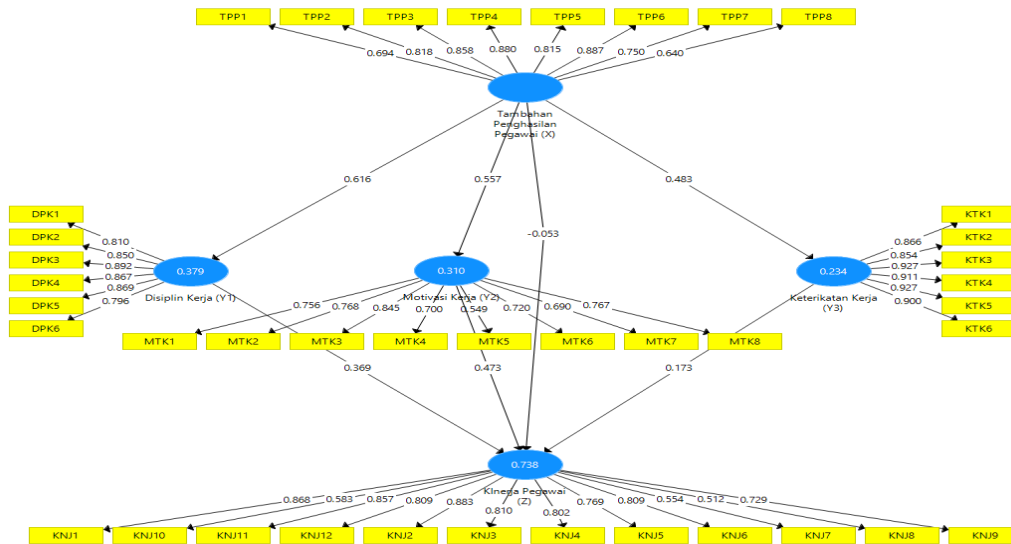 TPP1 TPP2 TPP3 TPP4 TPP5 TPP6 TPP7 TPP8
0.694 0.818 0.858 0.880 0.815 0.887 0.750 0.640
Tambahan
Penghasilan
Pegawai (X)
0.616 0.557 0.483
-0.053
DPK1
DPK2
DPK3
DPK4
DPK5
DPK6
0.810
0.850
0.892
0.867
0.869
0.796
0.379
Disiplin Kerja (Y1)
0.310
Motivasi Kerja (Y2)
0.234
Keterikatan Kerja
(Y3)
0.866
0.854
0.927
0.911
0.927
0.900
KTK1
KTK2
KTK3
KTK4
KTK5
KTK6
0.756 0.768 0.845 0.700 0.549 0.720 0.690 0.767
MTK1 MTK2 MTK3 MTK4 MTK5 MTK6 MTK7 MTK8
0.369 0.473 0.173
0.738
KInerja Pegawai
(Z)
0.868 0.583 0.857 0.809 0.883 0.810 0.802 0.769 0.809 0.554 0.512 0.729
KNJ1 KNJ10 KNJ11 KNJ12 KNJ2 KNJ3 KNJ4 KNJ5 KNJ6 KNJ7 KNJ8 KNJ9